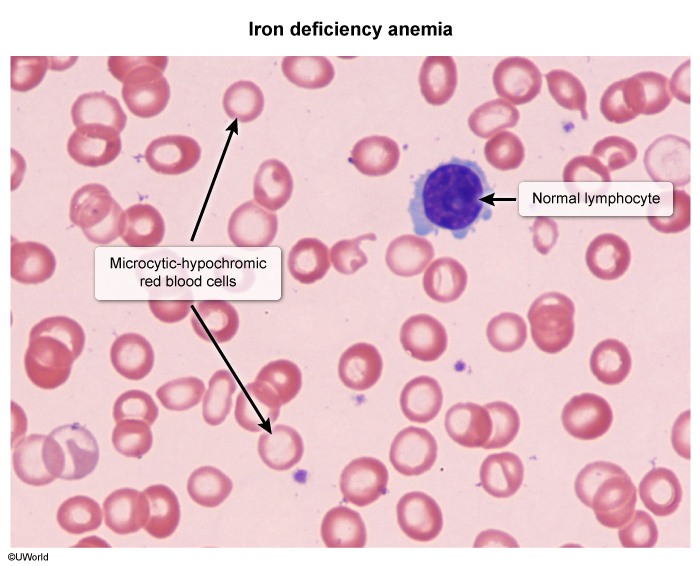 Iron deficiency anemia
Normal lymphocyte
Microcytic-hypochromic
red blood cells
©UWorld